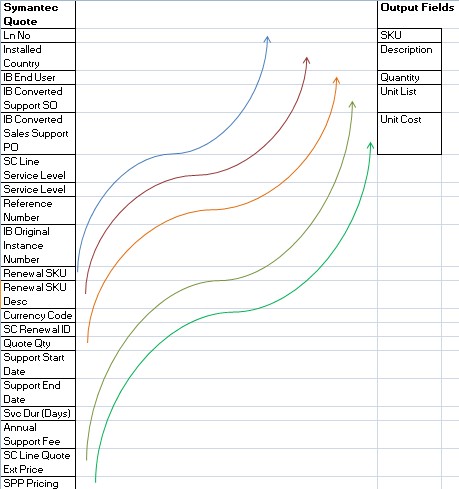 Symantec
Quote
Ln No
Installed
Country
IB End User
IB Converted
Support SO
IB Converted
Sales Support
PO
SC Line
Service Level
Service Level
Reference
Number
IB Original
Instance
Number
Renewal SKU
Renewal SKU
Desc
Currency Code
SC Renewal ID
Quote Qty
Support Start
Date
Support End
Date
Svc Dur (Days)
Annual
Support Fee
SC Line Quote
Ext Price
SPP Pricing
Output Fields
SKU
Description
Quantity
Unit List
Unit Cost